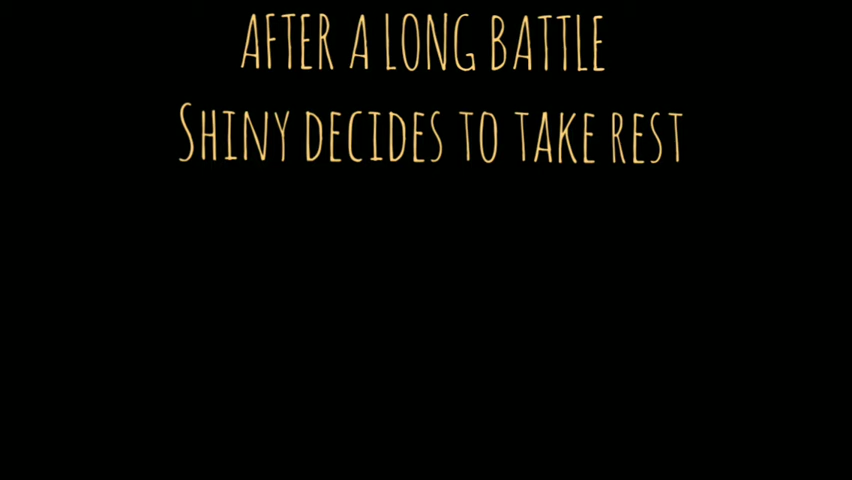 AFTER A LONG BATTLE
SHINY DECIDES TO TAKE REST